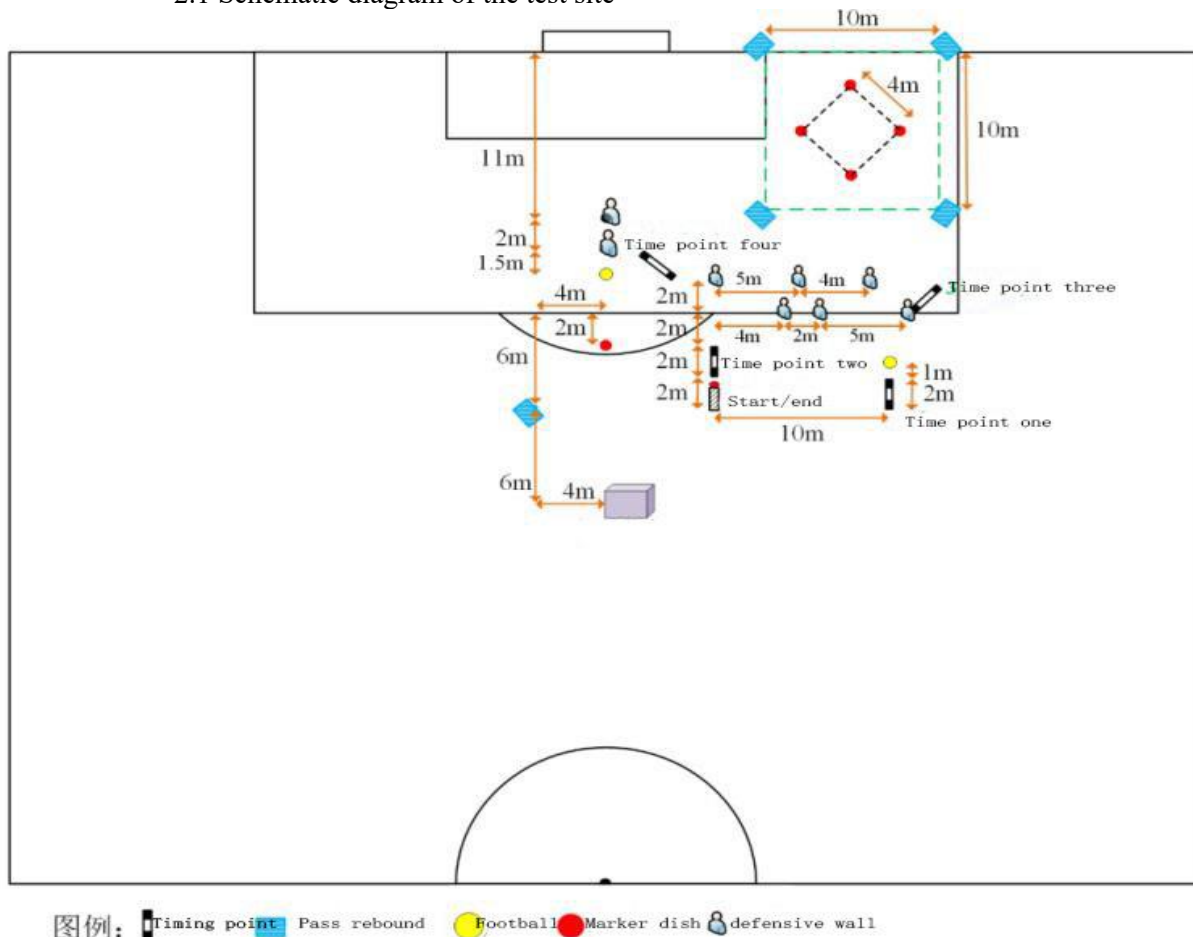 2.1 Schematic diagram of the test site
10m
4m
10m
11m
2m
Time point four
1.5m
5m
4m
Time point three
4m
2m
2m
2m
4m
2m
5m
6m
2m
Time point two
1m
2m
Start/end
2m
10m
Time point one
6m
4m
图例：
Timing point
Pass rebound
Football
Marker dish
defensive wall